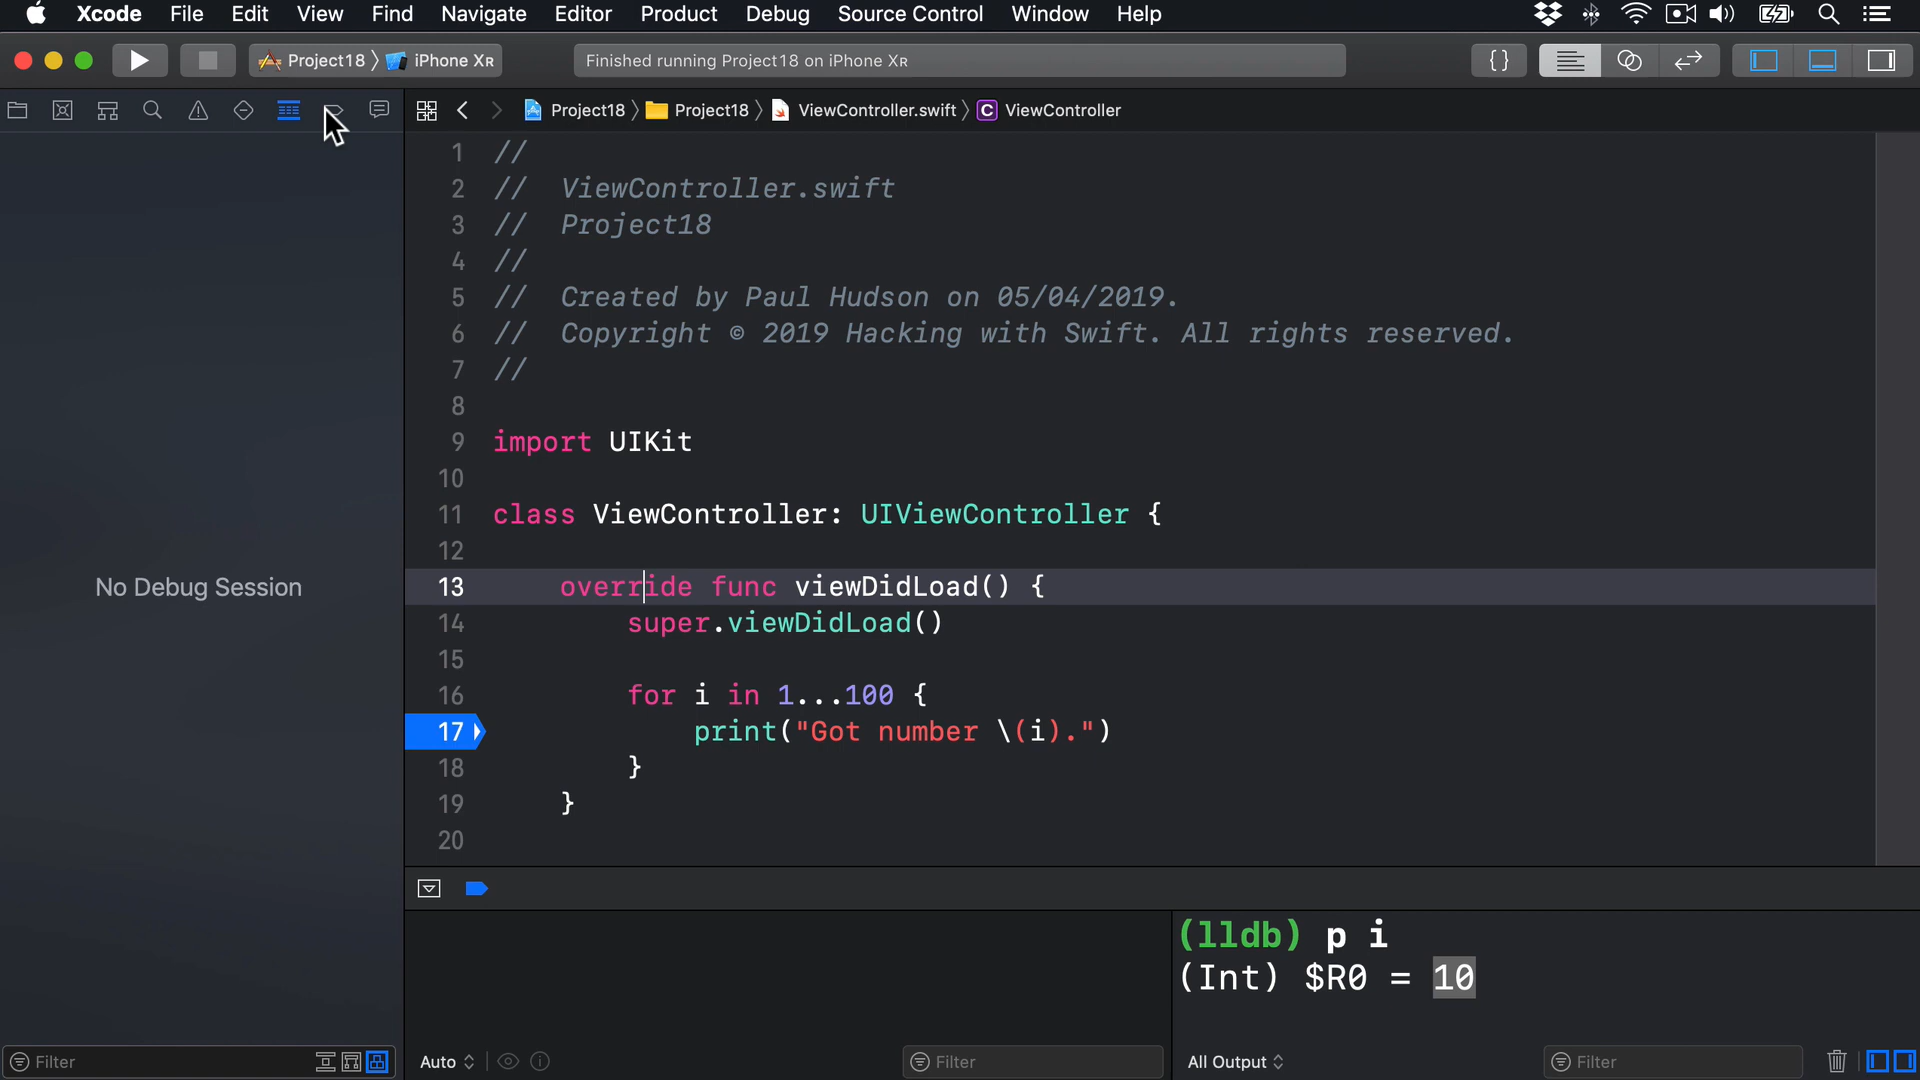 Xcode File Edit View Find Navigate Editor Product Debug Source Control Window Help
Project18 iPhone XR
Finished running Project18 on iPhone XR
{}
Project18 Project18 ViewController.swift C ViewController
1 //
2 //  ViewController.swift
3 //  Project18
4 //
5 //  Created by Paul Hudson on 05/04/2019.
6 //  Copyright © 2019 Hacking with Swift. All rights reserved.
7 //
8
9 import UIKit
10
11 class ViewController: UIViewController {
12
13     override func viewDidLoad() {
14         super.viewDidLoad()
15
16         for i in 1...100 {
17             print("Got number \(i).")
18         }
19     }
20
No Debug Session
(lldb) p i
(Int) $R0 = 10
Filter
Auto
Filter
All Output
Filter